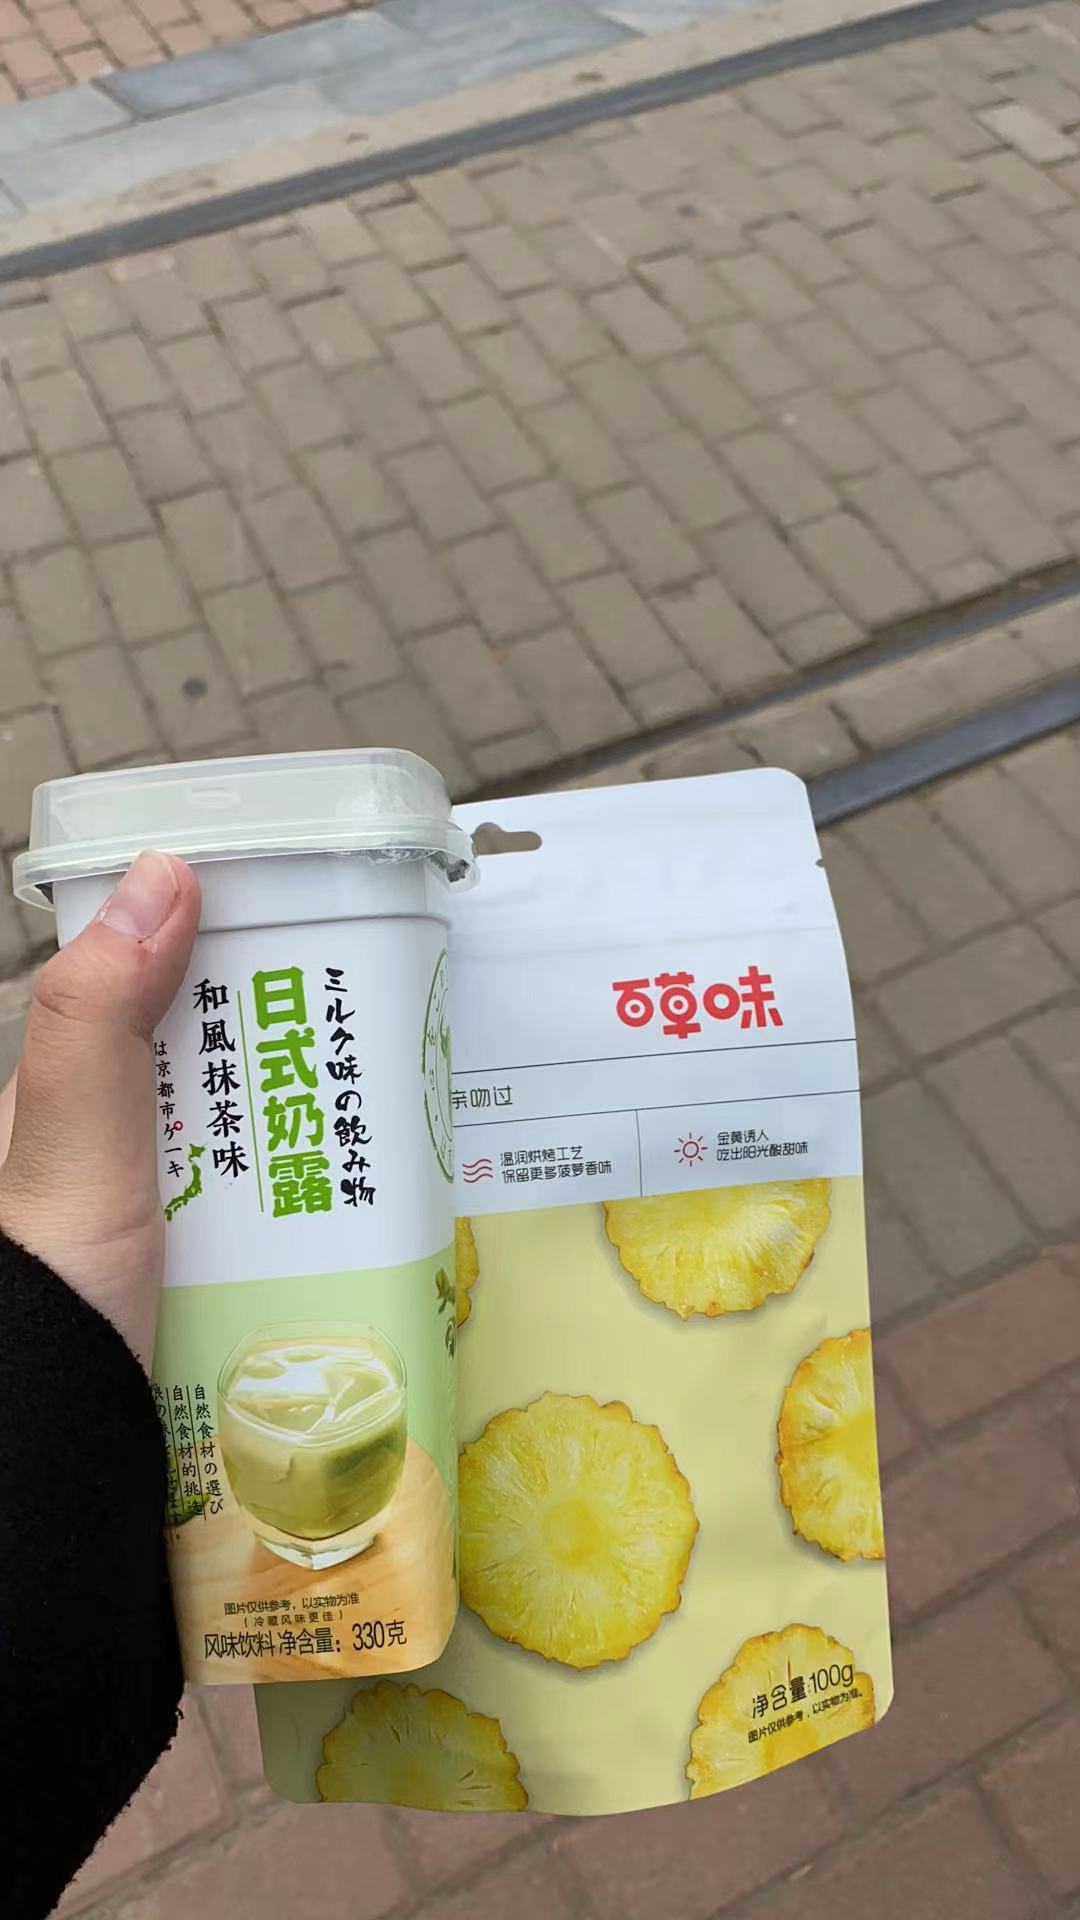 ミルク味の飲み物
日式奶露
和風抹茶味
は京都市ケーキ
自然食材の選び
自然食材的挑选
图片仅供参考，以实物为准
(冷藏风味更佳)
风味饮料 净含量：330克
百草味
亲吻过
温润烘烤工艺
保留更多菠萝香味
金黄诱人
吃出阳光酸甜味
净含量:100g
图片仅供参考，以实物为准。